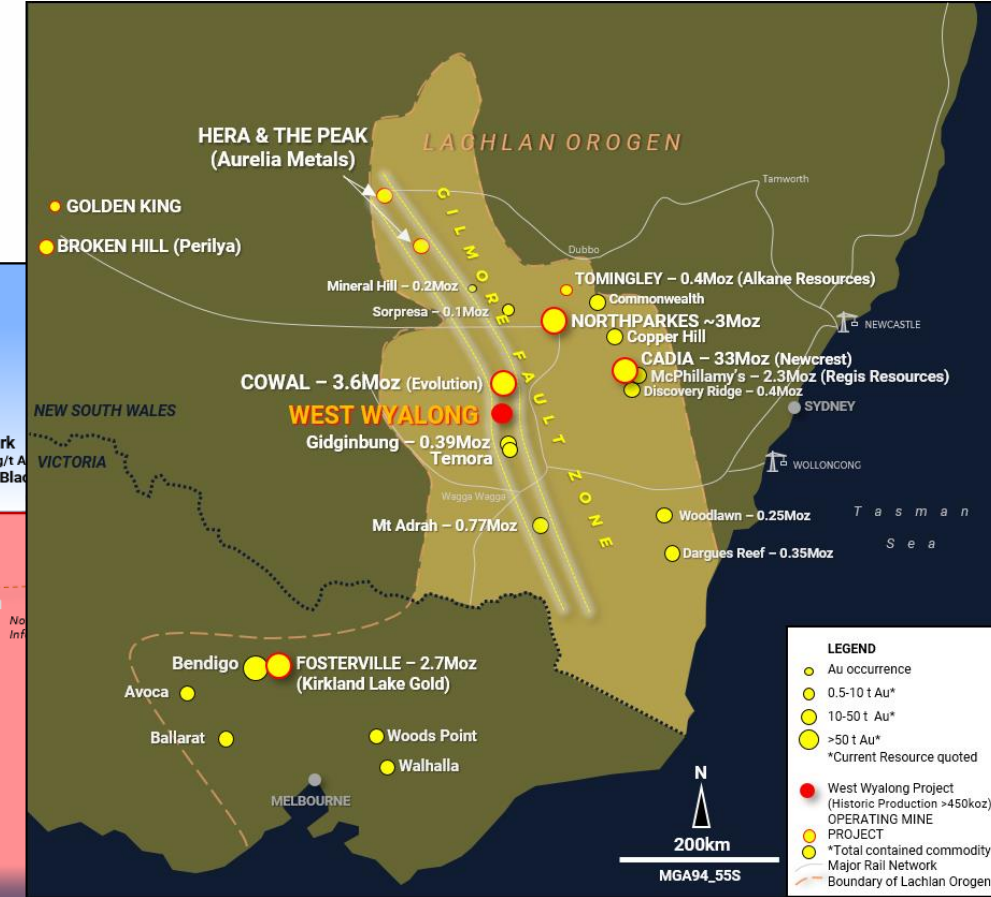 HERA & THE PEAK
(Aurelia Metals)
LACHLAN OROGEN
Tamworth
GOLDEN KING
BROKEN HILL (Perilya)
GILMORE FAULT ZONE
Dubbo
Mineral Hill – 0.2Moz
TOMINGLEY – 0.4Moz (Alkane Resources)
Commonwealth
Sorpresa – 0.1Moz
NORTHPARKES ~3Moz
NEWCASTLE
Copper Hill
CADIA – 33Moz (Newcrest)
McPhillamy's – 2.3Moz (Regis Resources)
Discovery Ridge – 0.4Moz
COWAL – 3.6Moz (Evolution)
NEW SOUTH WALES
WEST WYALONG
SYDNEY
Gidginbung – 0.39Moz
Temora
VICTORIA
WOLLONGONG
rk
g/t A
Blac
Wagga Wagga
Mt Adrah – 0.77Moz
Woodlawn – 0.25Moz
Tasman
Sea
Dargues Reef – 0.35Moz
No
Inf
Bendigo
FOSTERVILLE – 2.7Moz
(Kirkland Lake Gold)
Avoca
Ballarat
Woods Point
Walhalla
MELBOURNE
N
200km
MGA94_55S
LEGEND
Au occurrence
0.5-10 t Au*
10-50 t Au*
>50 t Au*
*Current Resource quoted
West Wyalong Project
(Historic Production >450koz)
OPERATING MINE
PROJECT
*Total contained commodity
Major Rail Network
Boundary of Lachlan Orogen